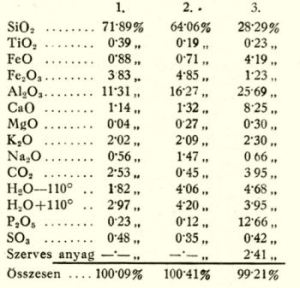 1. 2. 3.
SiO₂ ........ 71·89% 64·06% 28·29%
TiO₂ ........ 0·39 „ 0·19 „ 0·23 „
FeO ........ 0·88 „ 0·71 „ 4·19 „
Fe₂O₃ ....... 3 83 „ 4·85 „ 1·23 „
Al₂O₃ ....... 11·31 „ 16·27 „ 25·69 „
CaO ........ 1·14 „ 1·32 „ 8·25 „
MgO ........ 0·04 „ 0·27 „ 0·30 „
K₂O ........ 2·02 „ 2·09 „ 2·30 „
Na₂O ....... 0·56 „ 1·47 „ 0 66 „
CO₂ ........ 2·53 „ 0·45 „ 3 95 „
H₂O—110° .. 1·82 „ 4·06 „ 4·68 „
H₂O+110° .. 2·97 „ 4·20 „ 3·95 „
P₂O₅ ....... 0·23 „ 0·12 „ 12·66 „
SO₃ ........ 0·48 „ 0·35 „ 0·42 „
Szerves anyag —·— „ —·— „ 2·41 „
Összesen .... 100·09% 100·41% 99·21%